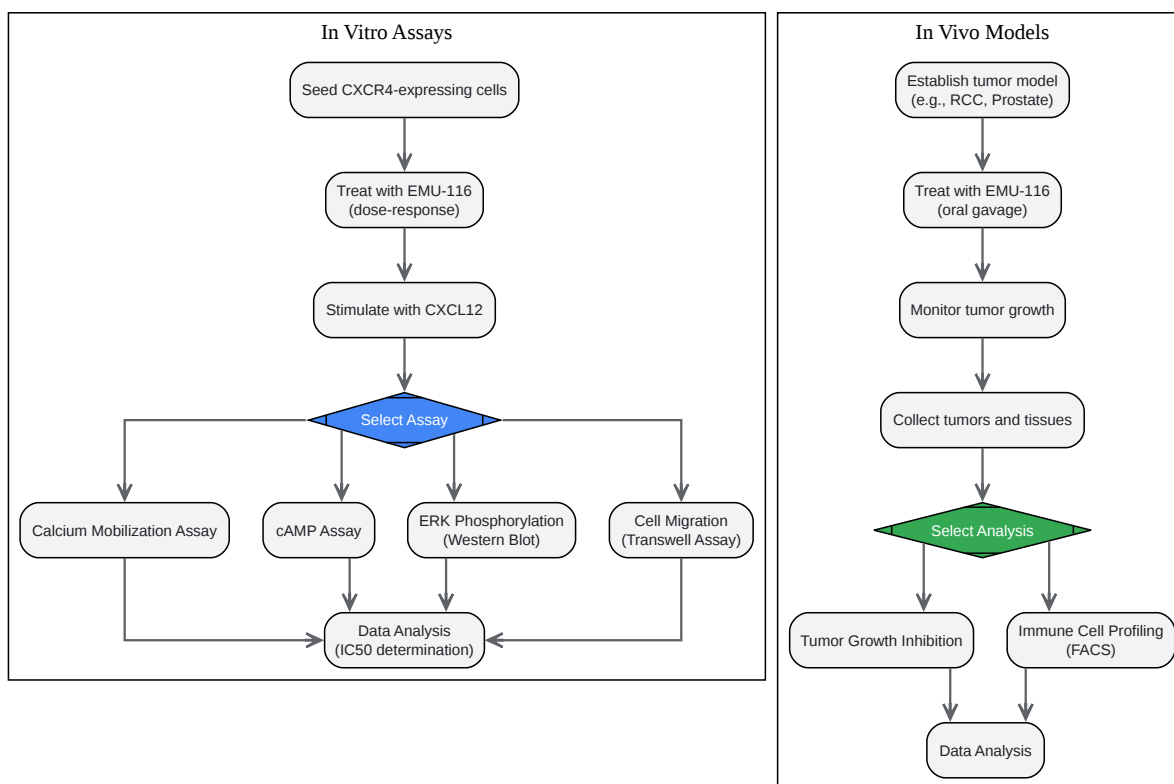 In Vitro Assays
Seed CXCR4-expressing cells
Treat with EMU-116
(dose-response)
Stimulate with CXCL12
Select Assay
Calcium Mobilization Assay
cAMP Assay
ERK Phosphorylation
(Western Blot)
Cell Migration
(Transwell Assay)
Data Analysis
(IC50 determination)
In Vivo Models
Establish tumor model
(e.g., RCC, Prostate)
Treat with EMU-116
(oral gavage)
Monitor tumor growth
Collect tumors and tissues
Select Analysis
Tumor Growth Inhibition
Immune Cell Profiling
(FACS)
Data Analysis